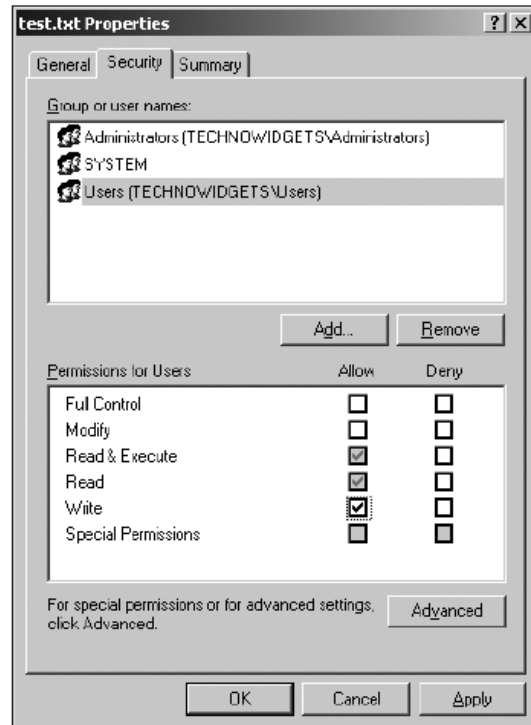 test.txt Properties
General Security Summary
Group or user names:
Administrators (TECHNOWIDGETS\Administrators)
SYSTEM
Users (TECHNOWIDGETS\Users)
Add... Remove
Permissions for Users Allow Deny
Full Control
Modify
Read & Execute
Read
Write
Special Permissions
For special permissions or for advanced settings,
click Advanced.
Advanced
OK Cancel Apply